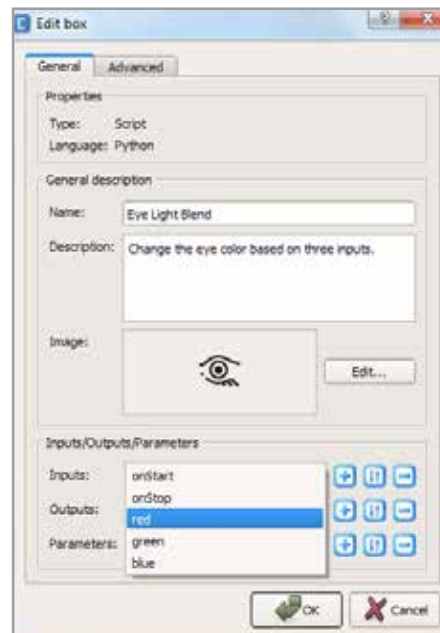 Edit box
General Advanced
Properties
Type: Script
Language: Python
General description
Name: Eye Light Blend
Description: Change the eye color based on three inputs.
Image:
Edit...
Inputs/Outputs/Parameters
Inputs: onStart
onStop
Outputs:
red
Parameters: green
blue
OK Cancel